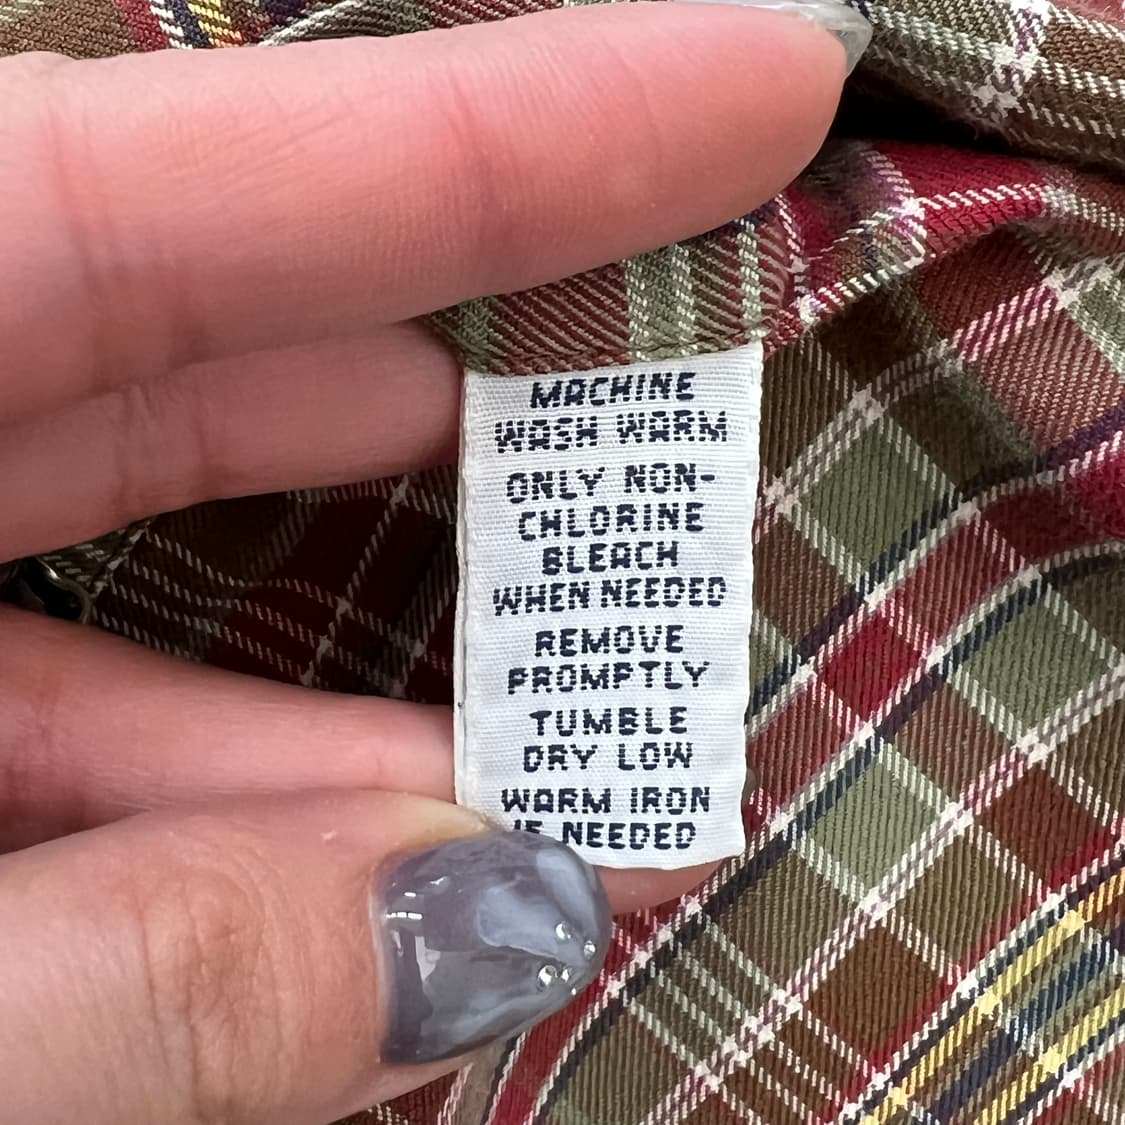 MACHINE
WASH WARM
ONLY NON-
CHLORINE
BLEACH
WHEN NEEDED
REMOVE
PROMPTLY
TUMBLE
DRY LOW
WARM IRON
IF NEEDED